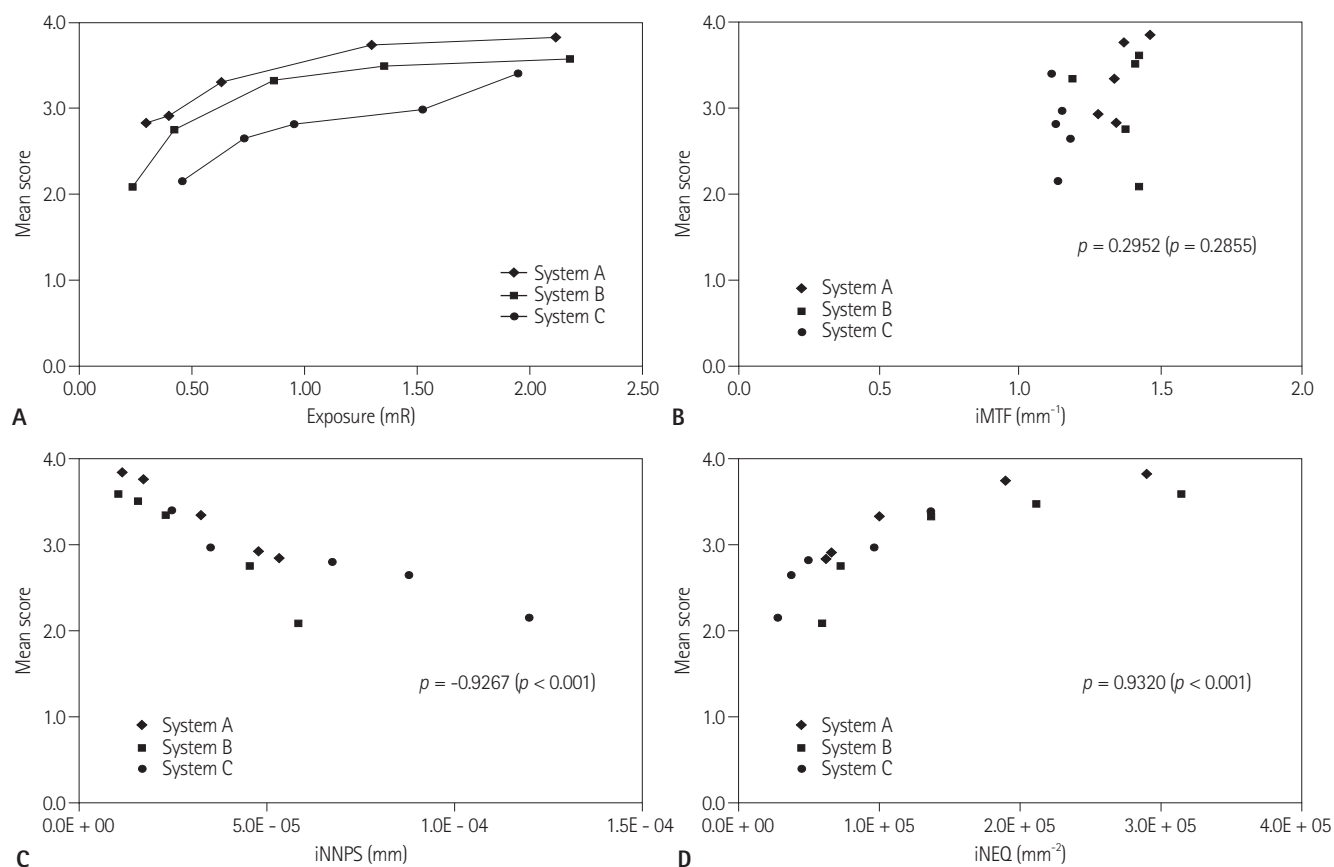 4.0
3.0
2.0
1.0
0.0
Mean score
System A
System B
System C
0.00
0.50
1.00
1.50
2.00
2.50
Exposure (mR)
A
4.0
3.0
2.0
1.0
0.0
Mean score
p = 0.2952 (p = 0.2855)
System A
System B
System C
0.0
0.5
1.0
1.5
2.0
iMTF (mm-1)
B
4.0
3.0
2.0
1.0
0.0
Mean score
p = -0.9267 (p < 0.001)
System A
System B
System C
0.0E + 00
5.0E - 05
1.0E - 04
1.5E - 04
iNNPS (mm)
C
4.0
3.0
2.0
1.0
0.0
Mean score
p = 0.9320 (p < 0.001)
System A
System B
System C
0.0E + 00
1.0E + 05
2.0E + 05
3.0E + 05
4.0E + 05
iNEQ (mm-2)
D